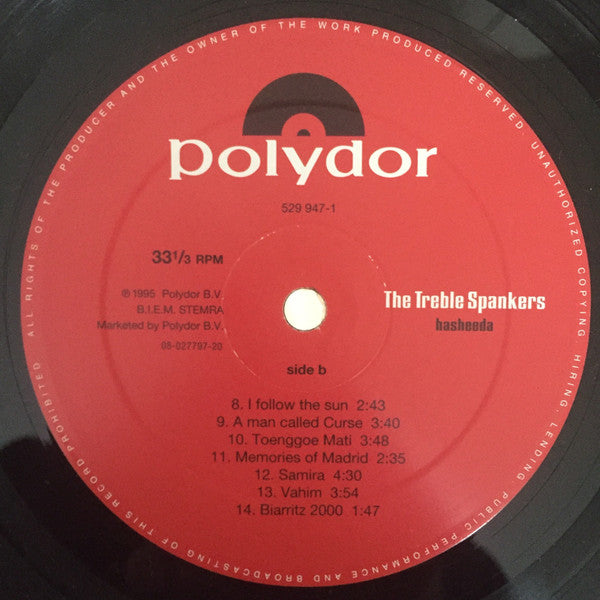 ALL RIGHTS OF THE PRODUCER AND THE OWNER OF THE WORK PRODUCED RESERVED. UNAUTHORIZED COPYING, HIRING, LENDING, PUBLIC PERFORMANCE AND BROADCASTING OF THIS RECORD PROHIBITED
polydor
529 947-1
33 1/3 RPM
℗1995 Polydor B.V.
B.I.E.M. STEMRA
Marketed by Polydor B.V.
08-027797-20
The Treble Spankers
hasheeda
side b
8. I follow the sun 2:43
9. A man called Curse 3:40
10. Toenggoe Mati 3:48
11. Memories of Madrid 2:35
12. Samira 4:30
13. Vahim 3:54
14. Biarritz 2000 1:47